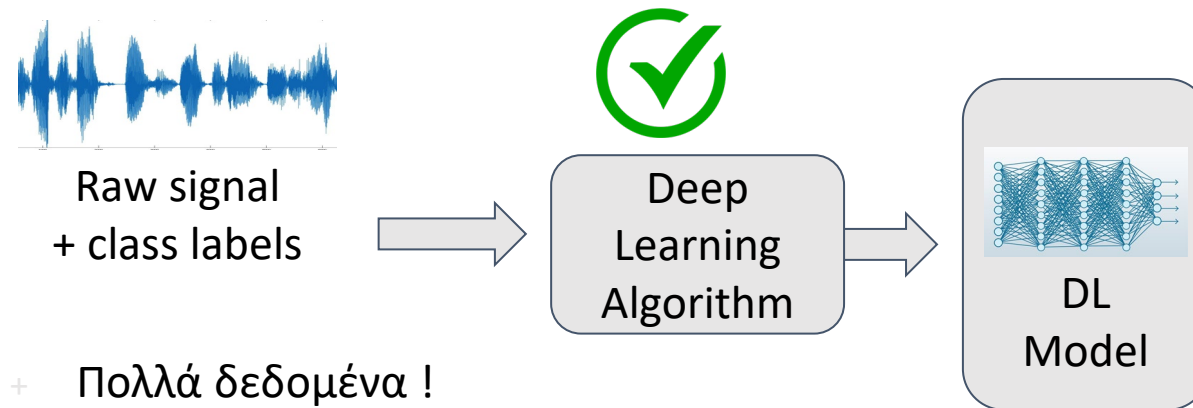 Raw signal
+ class labels
Deep
Learning
Algorithm
DL
Model
+ Πολλά δεδομένα !